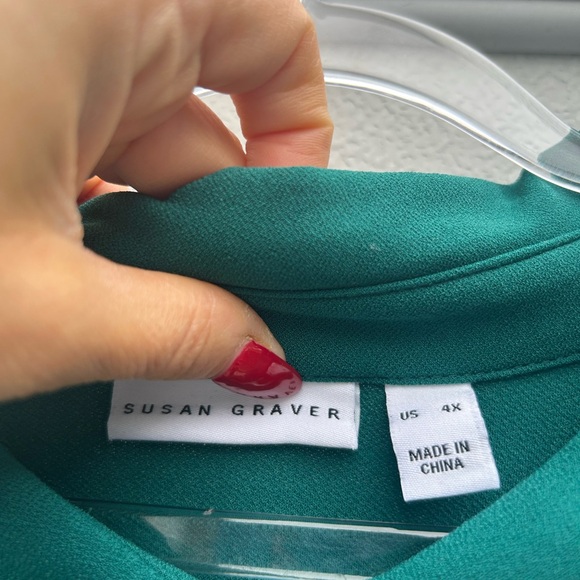 SUSAN GRAVER
US 4X
MADE IN
CHINA